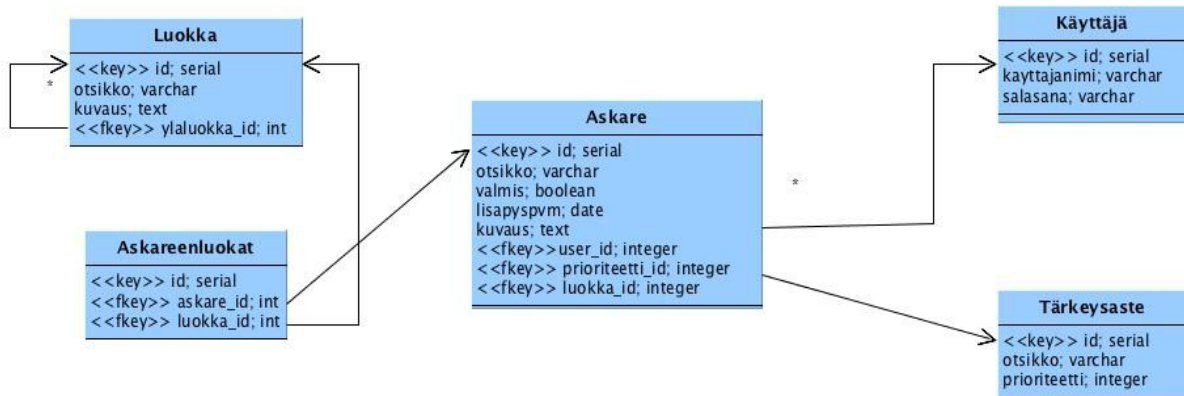 Luokka
<<key>> id; serial
otsikko; varchar
kuvaus; text
<<fkey>> ylaluokka_id; int
*
Askareenluokat
<<key>> id; serial
<<fkey>> askare_id; int
<<fkey>> luokka_id; int
Askare
<<key>> id; serial
otsikko; varchar
valmis; boolean
lisapyspvm; date
kuvaus; text
<<fkey>>user_id; integer
<<fkey>> prioriteetti_id; integer
<<fkey>> luokka_id; integer
*
Käyttäjä
<<key>> id; serial
kayttajanimi; varchar
salasana; varchar
Tärkeysaste
<<key>> id; serial
otsikko; varchar
prioriteetti; integer